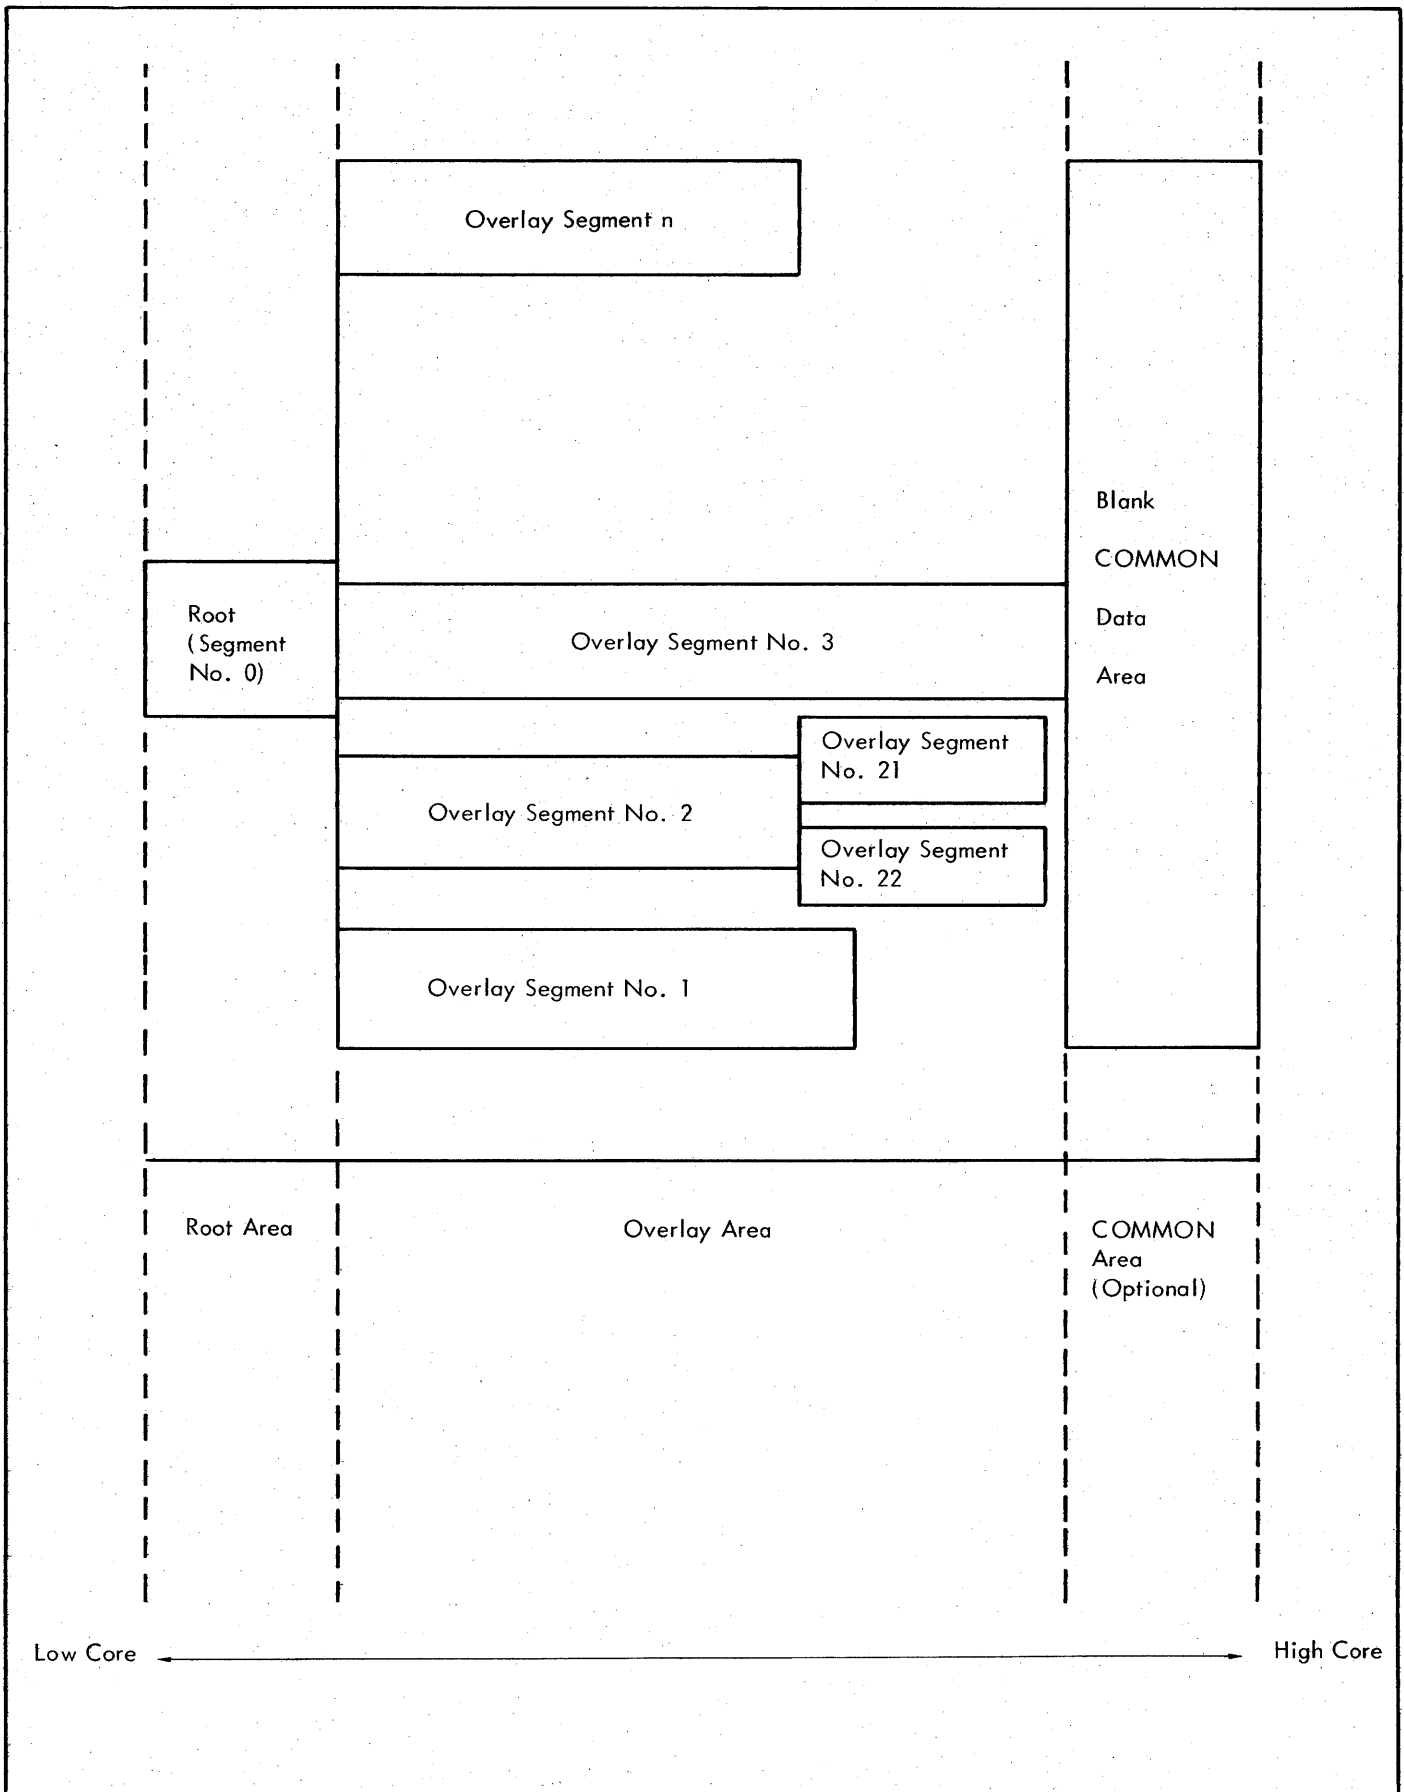 Overlay Segment n
Blank
COMMON
Data
Area
Root
(Segment
No. 0)
Overlay Segment No. 3
Overlay Segment
No. 21
Overlay Segment No. 2
Overlay Segment
No. 22
Overlay Segment No. 1
Root Area
Overlay Area
COMMON
Area
(Optional)
Low Core
High Core